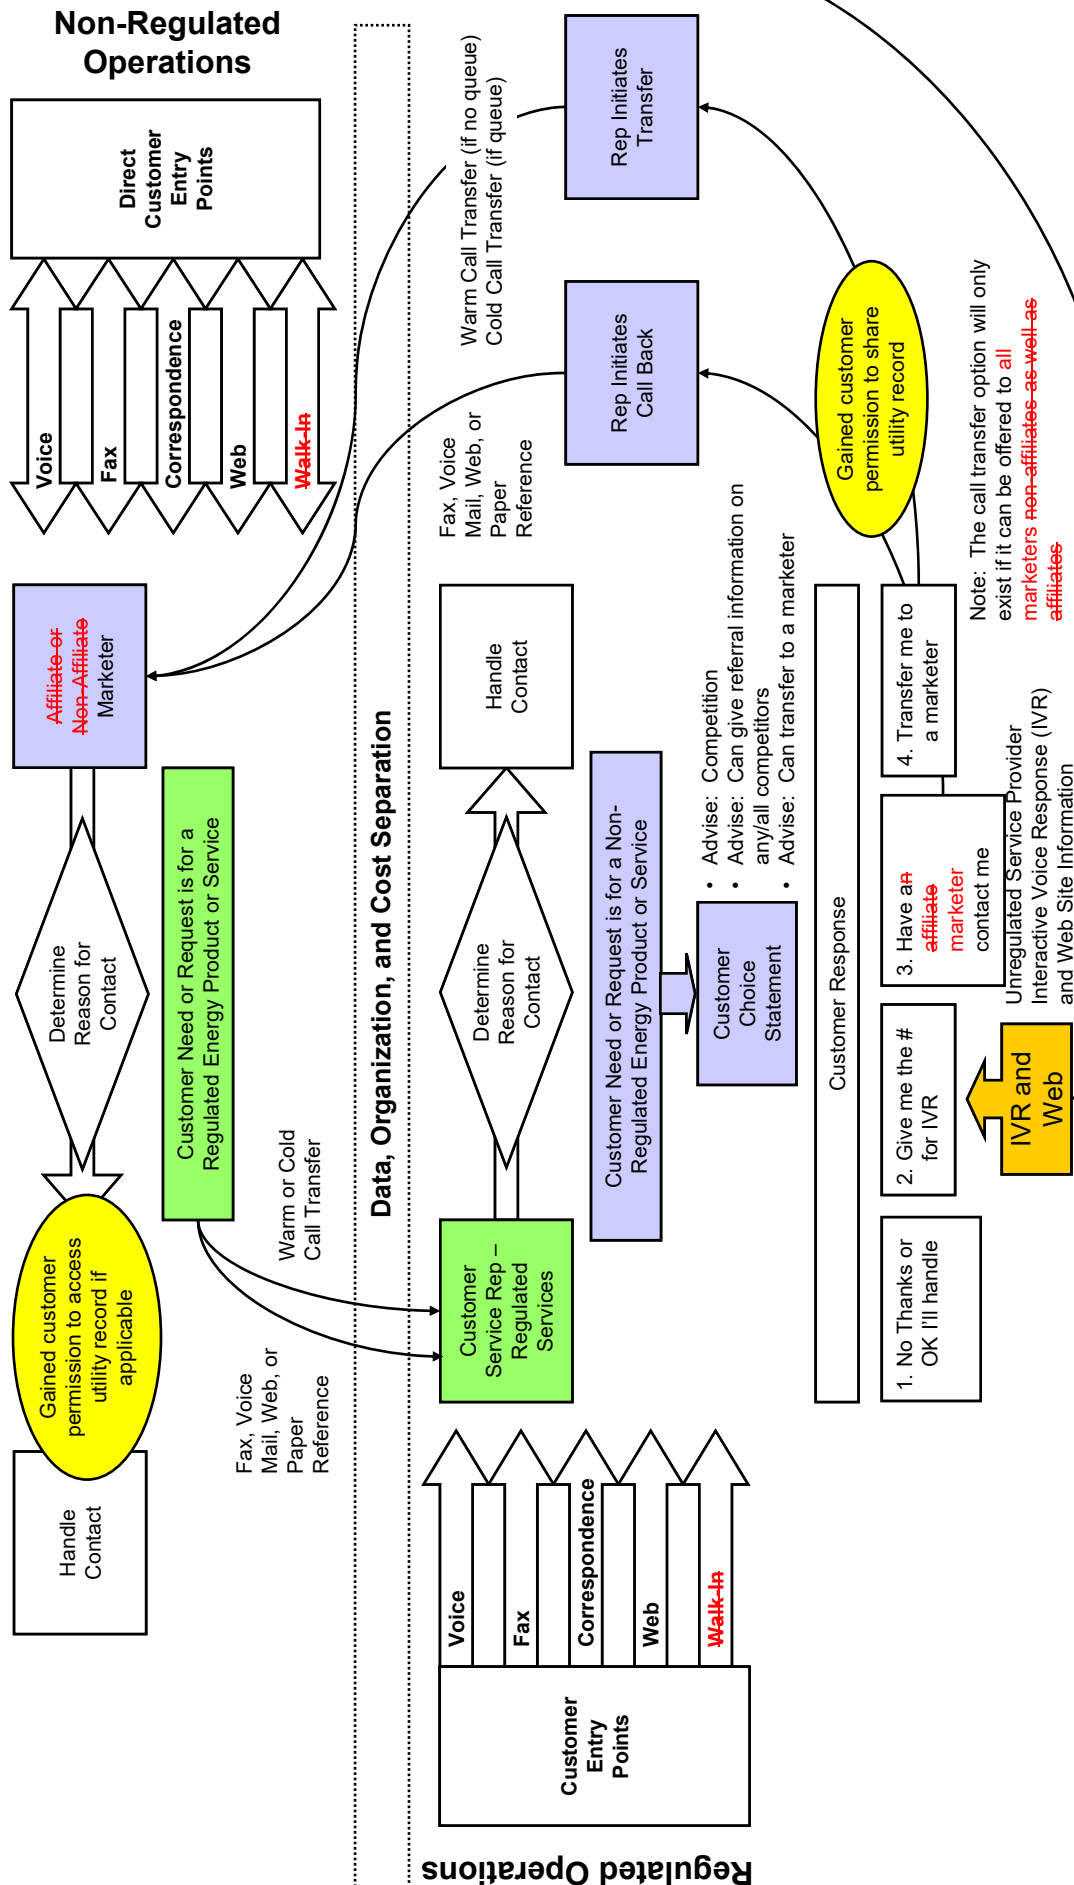 Non-Regulated
Operations
Handle
Contact
Gained customer
permission to access
utility record if
applicable
Determine
Reason for
Contact
Affiliate or
Non-Affiliate
Marketer
Voice
Fax
Correspondence
Web
Walk-In
Direct
Customer
Entry
Points
Customer Need or Request is for a
Regulated Energy Product or Service
Fax, Voice
Mail, Web, or
Paper
Reference
Warm or Cold
Call Transfer
Data, Organization, and Cost Separation
Regulated Operations
Customer
Entry
Points
Voice
Fax
Correspondence
Web
Walk-In
Customer
Service Rep –
Regulated
Services
Determine
Reason for
Contact
Handle
Contact
Fax, Voice
Mail, Web, or
Paper
Reference
Warm Call Transfer (if no queue)
Cold Call Transfer (if queue)
Customer Need or Request is for a Non-
Regulated Energy Product or Service
Rep Initiates
Call Back
Rep Initiates
Transfer
Customer
Choice
Statement
• Advise: Competition
• Advise: Can give referral information on
any/all competitors
• Advise: Can transfer to a marketer
Customer Response
Gained customer
permission to share
utility record
1. No Thanks or
OK I'll handle
2. Give me the #
for IVR
3. Have an
affiliate
marketer
contact me
4. Transfer me to
a marketer
Note: The call transfer option will only
exist if it can be offered to all
marketers non-affiliates as well as
affiliates
IVR and
Web
Unregulated Service Provider
Interactive Voice Response (IVR)
and Web Site Information